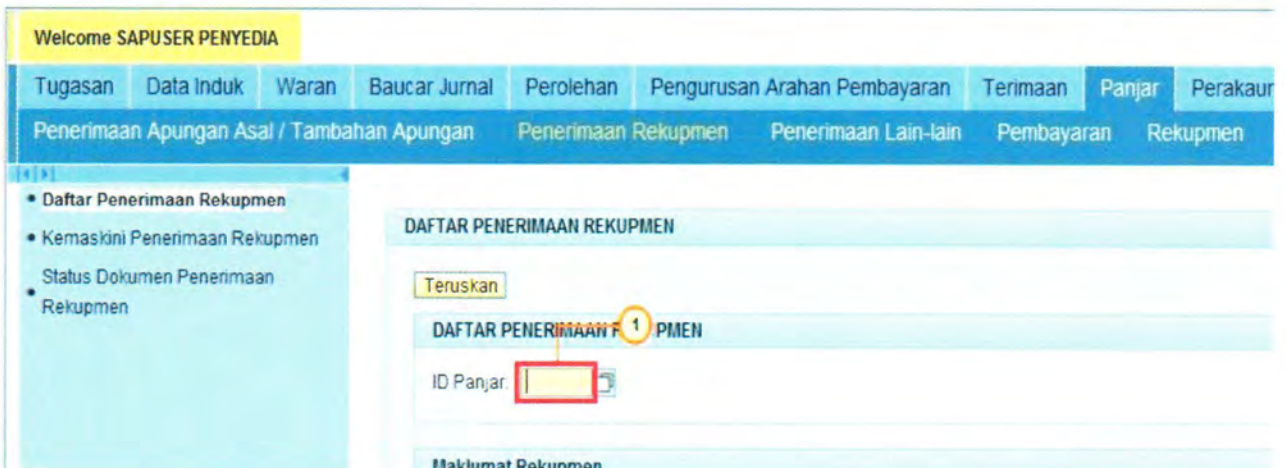 Welcome SAPUSER PENYEDIA
Tugasan Data Induk Waran Baucar Jurnal Perolehan Pengurusan Arahan Pembayaran Terimaan Panjar Perakaun
Penerimaan Apungan Asal / Tambahan Apungan Penerimaan Rekupmen Penerimaan Lain-lain Pembayaran Rekupmen
• Daftar Penerimaan Rekupmen
• Kemaskini Penerimaan Rekupmen
• Status Dokumen Penerimaan
Rekupmen
DAFTAR PENERIMAAN REKUPMEN
Teruskan
DAFTAR PENERIMAAN R 1 PMEN
ID Panjar:
Maklumat Rekupmen